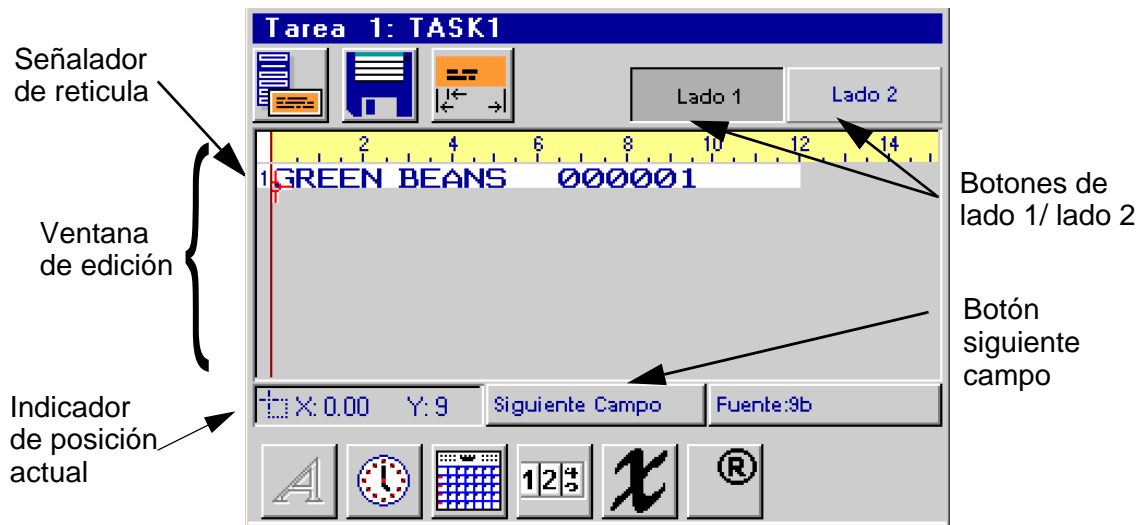 Tarea 1: TASK1
Señalador
de reticula
Lado 1
Lado 2
2 4 6 8 10 12 14
1 GREEN BEANS 000001
Ventana
de edición
Botones de
lado 1/ lado 2
Botón
siguiente
campo
X: 0.00 Y: 9
Siguiente Campo
Fuente:9b
Indicador
de posición
actual
A
123
X
®